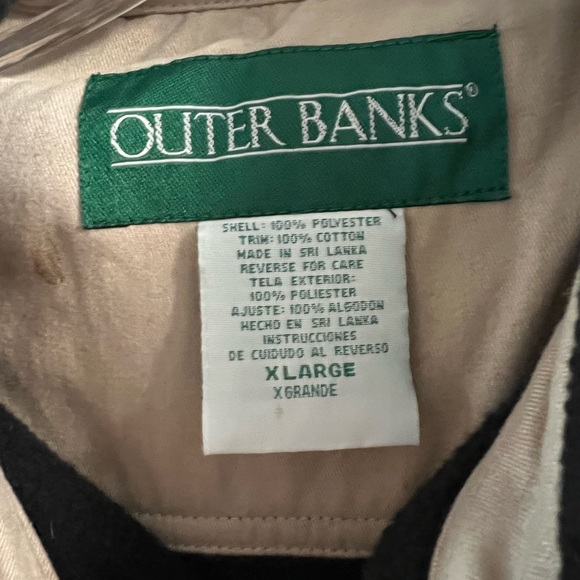 OUTER BANKS®
SHELL: 100% POLYESTER
TRIM: 100% COTTON
MADE IN SRI LANKA
REVERSE FOR CARE
TELA EXTERIOR:
100% POLIESTER
AJUSTE: 100% ALGODON
HECHO EN SRI LANKA
INSTRUCCIONES
DE CUIDUDO AL REVERSO
XLARGE
XGRANDE